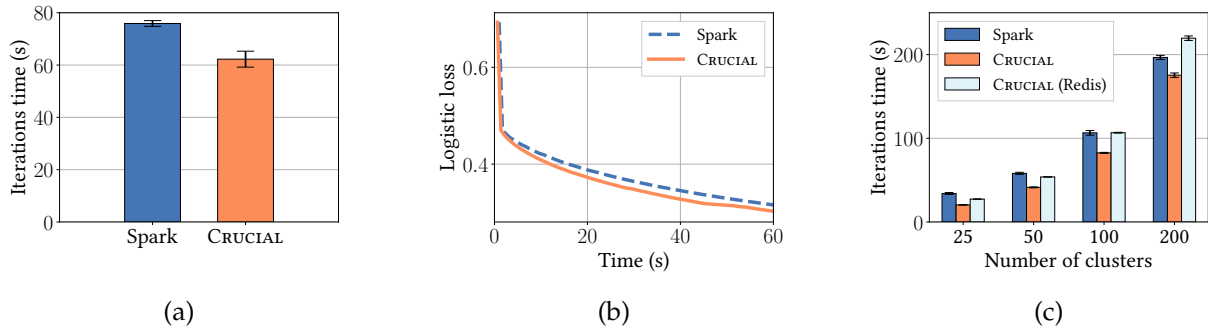 80
60
40
20
0
Iterations time (s)
Spark
CRUCIAL
(a)
0.6
0.4
Logistic loss
Spark
CRUCIAL
0
20
40
60
Time (s)
(b)
200
100
0
Iterations time (s)
Spark
CRUCIAL
CRUCIAL (Redis)
25
50
100
200
Number of clusters
(c)